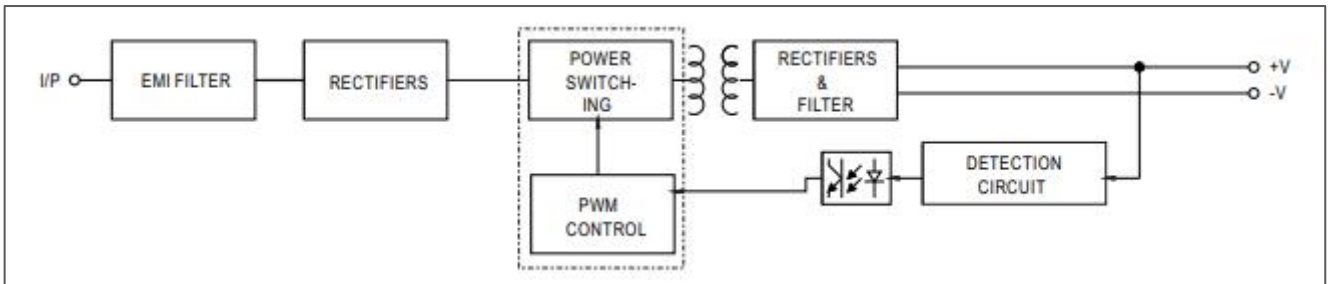 I/P
EMI FILTER
RECTIFIERS
POWER
SWITCH-
ING
RECTIFIERS
&
FILTER
+V
-V
PWM
CONTROL
DETECTION
CIRCUIT